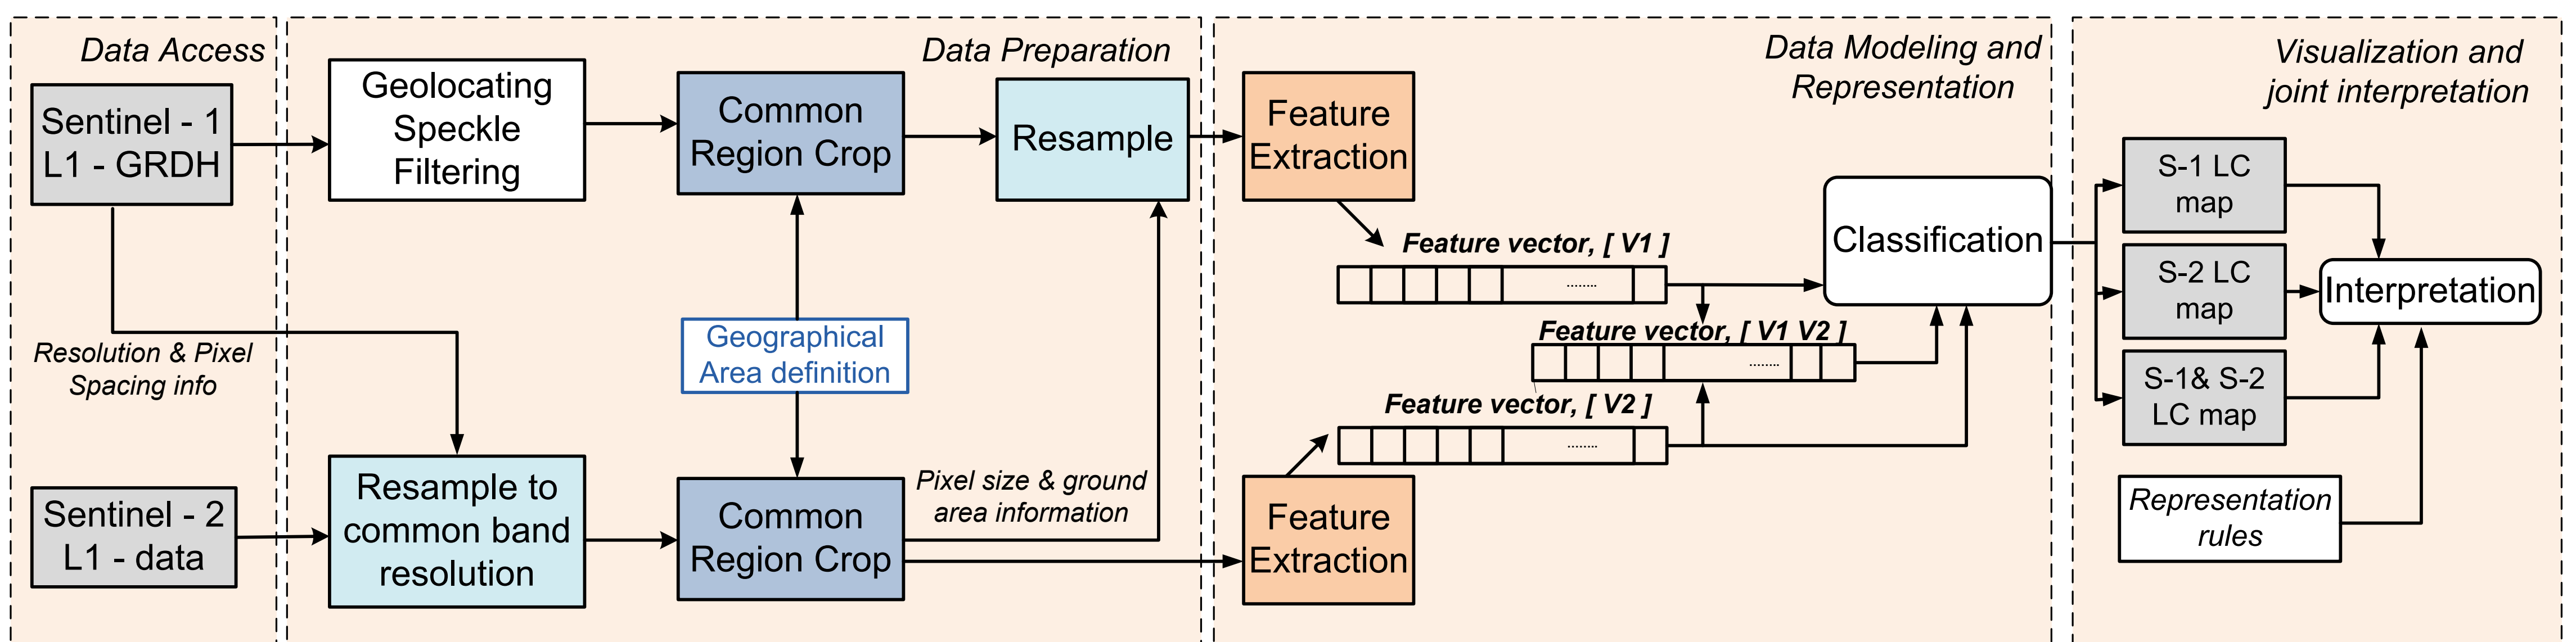 Data Access
Sentinel - 1
L1 - GRDH
Resolution & Pixel
Spacing info
Sentinel - 2
L1 - data
Data Preparation
Geolocating
Speckle
Filtering
Common
Region Crop
Resample
Geographical
Area definition
Resample to
common band
resolution
Common
Region Crop
Pixel size & ground
area information
Data Modeling and
Representation
Feature
Extraction
Feature vector, [ V1 ]
........
Classification
Feature vector, [ V1 V2 ]
........
Feature vector, [ V2 ]
........
Feature
Extraction
Visualization and
joint interpretation
S-1 LC
map
S-2 LC
map
S-1& S-2
LC map
Interpretation
Representation
rules